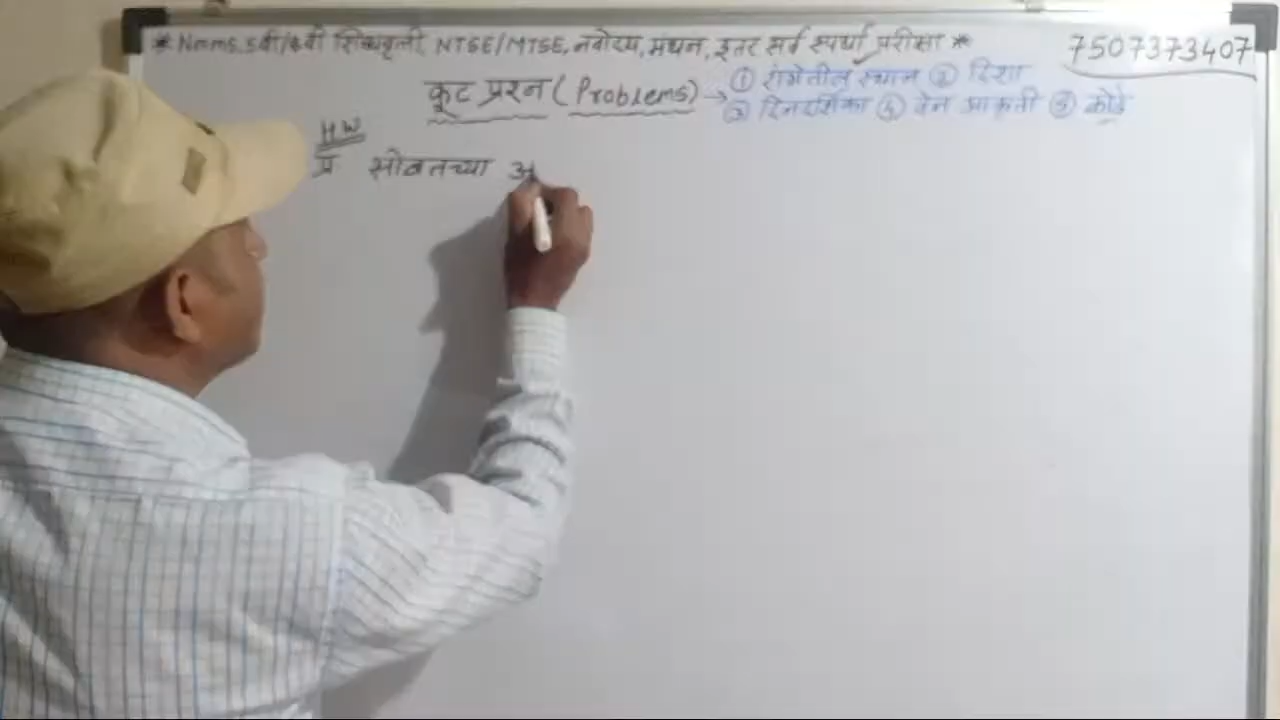 * Nmms, 5वी/8वी शिष्यवृत्ती, NTSE/MTSE, नवोदय, मंथन, इतर सर्व स्पर्धा परीक्षा *
7507373407
कूट प्रश्न (Problems) → ① रांगेतील स्थान ② दिशा
③ दिनदर्शिका ④ वेन आकृती ⑤ कोडे
HW
प्र. सोबतच्या अ